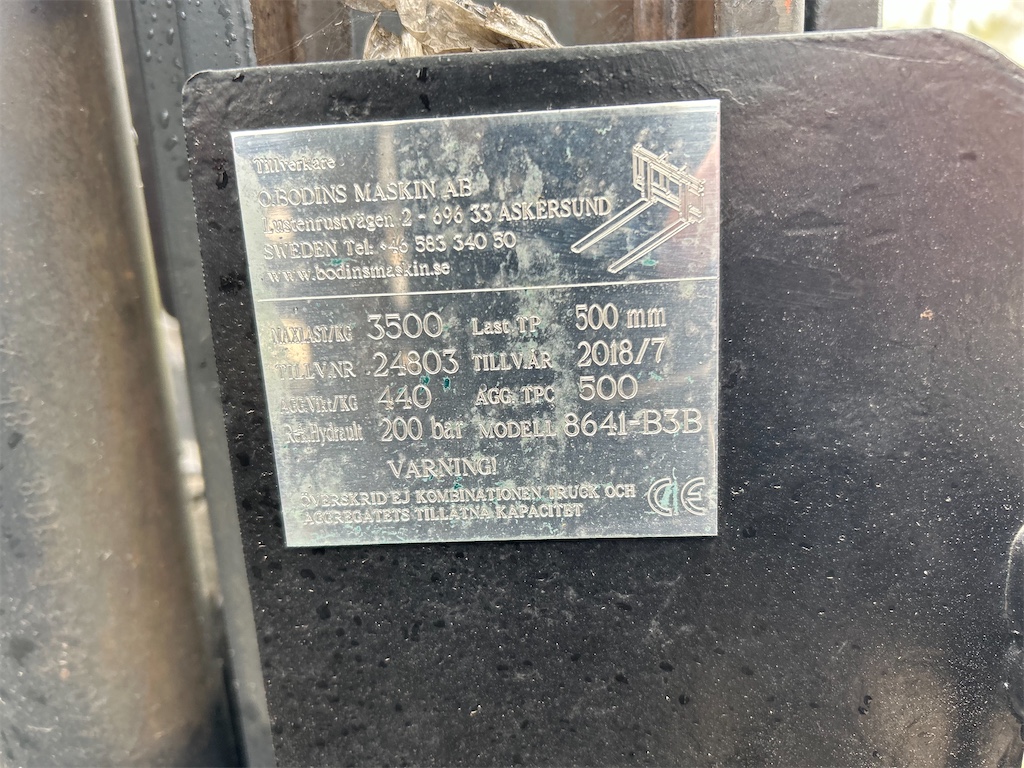 Tillverkare
O.BODINS MASKIN AB
2 - 696 33 ASKERSUND
SWEDEN Tel: +46 583 340 50
www.bodinsmaskin.se
MAXLAST/KG 3500 Last TP 500 mm
TILLV.NR 24803 TILLV.ÅR 2018/7
AGG.Vikt/KG 440 AGG. TPC 500
Hydrault 200 bar MODELL 8641-B3B
VARNING!
ÖVERSKRID EJ KOMBINATIONEN TRUCK OCH
AGGREGATETS TILLÅTNA KAPACITET
CE